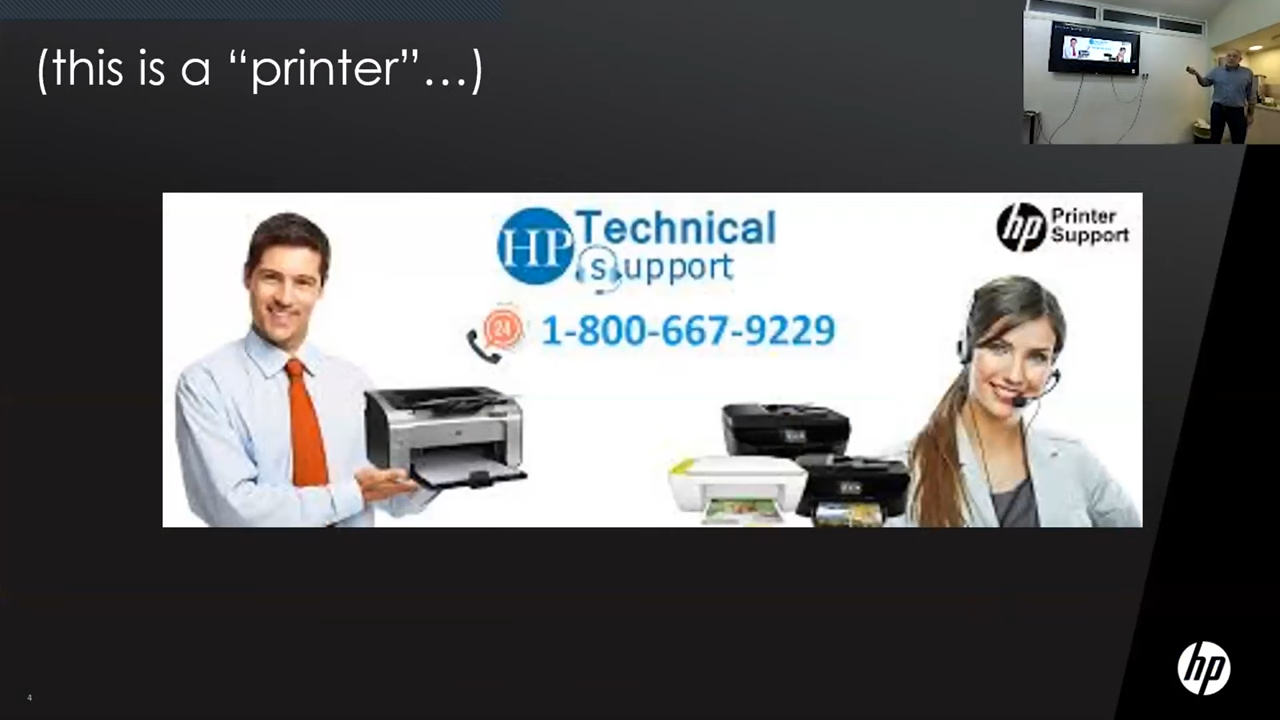 (this is a “printer”…)
HP Technical
support
hp Printer
Support
24
1-800-667-9229
hp
4